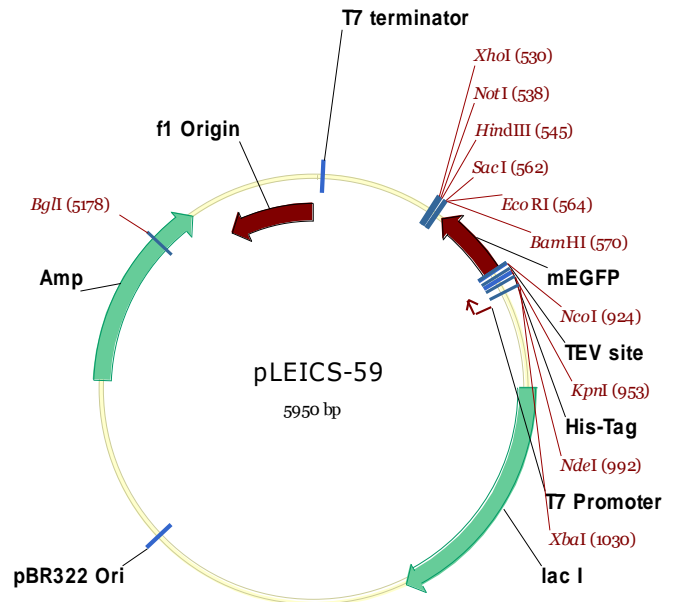 T7 terminator
XhoI (530)
NotI (538)
f1 Origin
HindIII (545)
SacI (562)
BglI (5178)
EcoRI (564)
BamHI (570)
Amp
mEGFP
NcoI (924)
TEV site
pLEICS-59
KpnI (953)
5950 bp
His-Tag
NdeI (992)
T7 Promoter
XbaI (1030)
pBR322 Ori
lac I